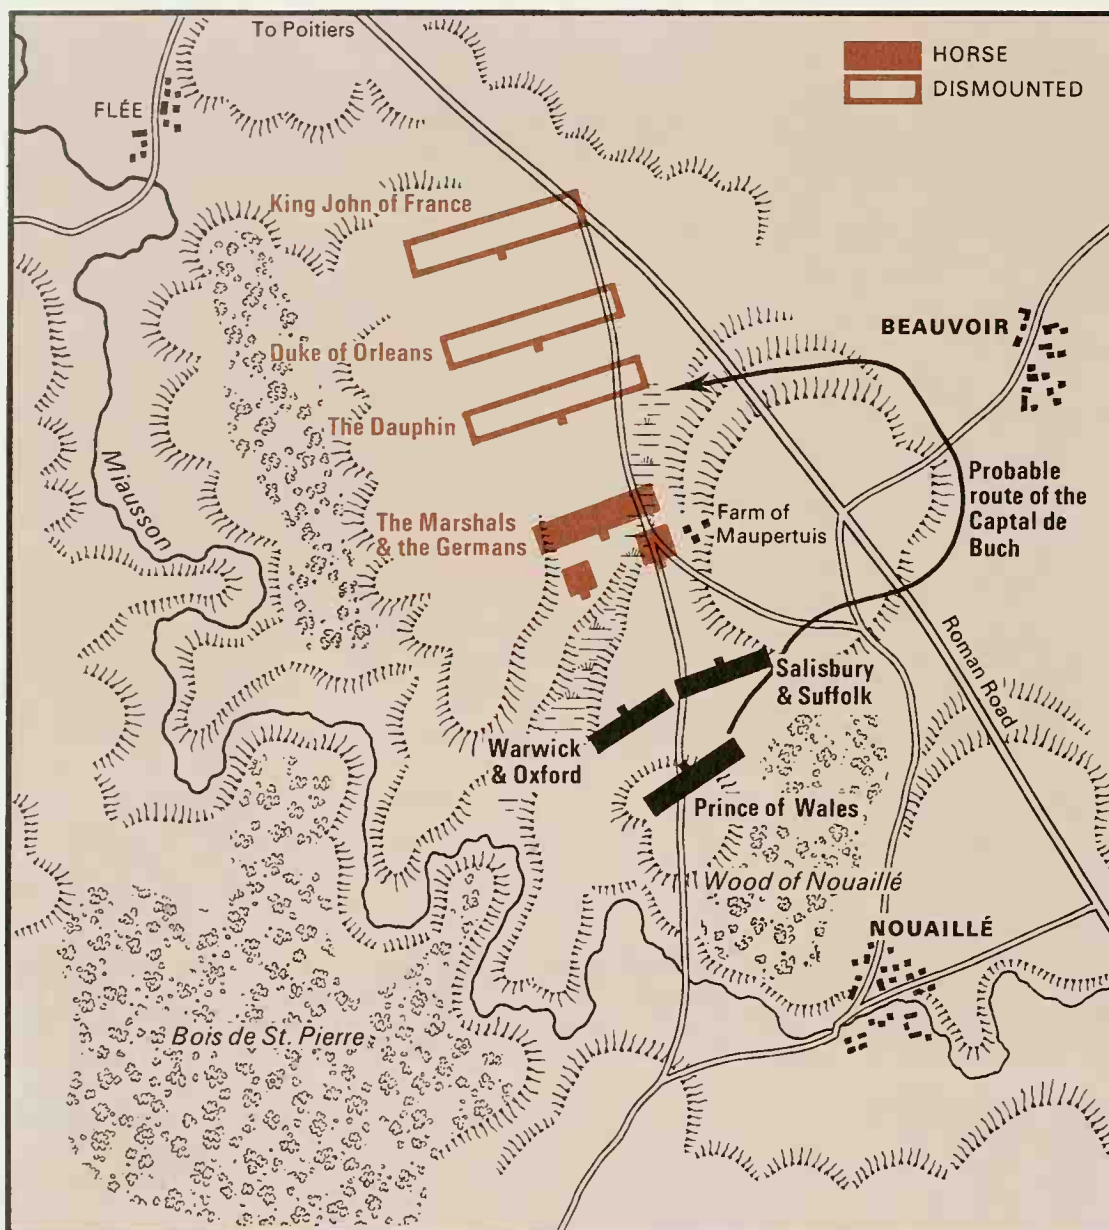 To Poitiers
HORSE
DISMOUNTED
FLÉE
King John of France
BEAUVOIR
Duke of Orleans
The Dauphin
Miausson
Probable
route of the
Captal de
Buch
The Marshals
& the Germans
Farm of
Maupertuis
Roman Road
Salisbury
& Suffolk
Warwick
& Oxford
Prince of Wales
Wood of Nouaillé
NOUAILLÉ
Bois de St. Pierre